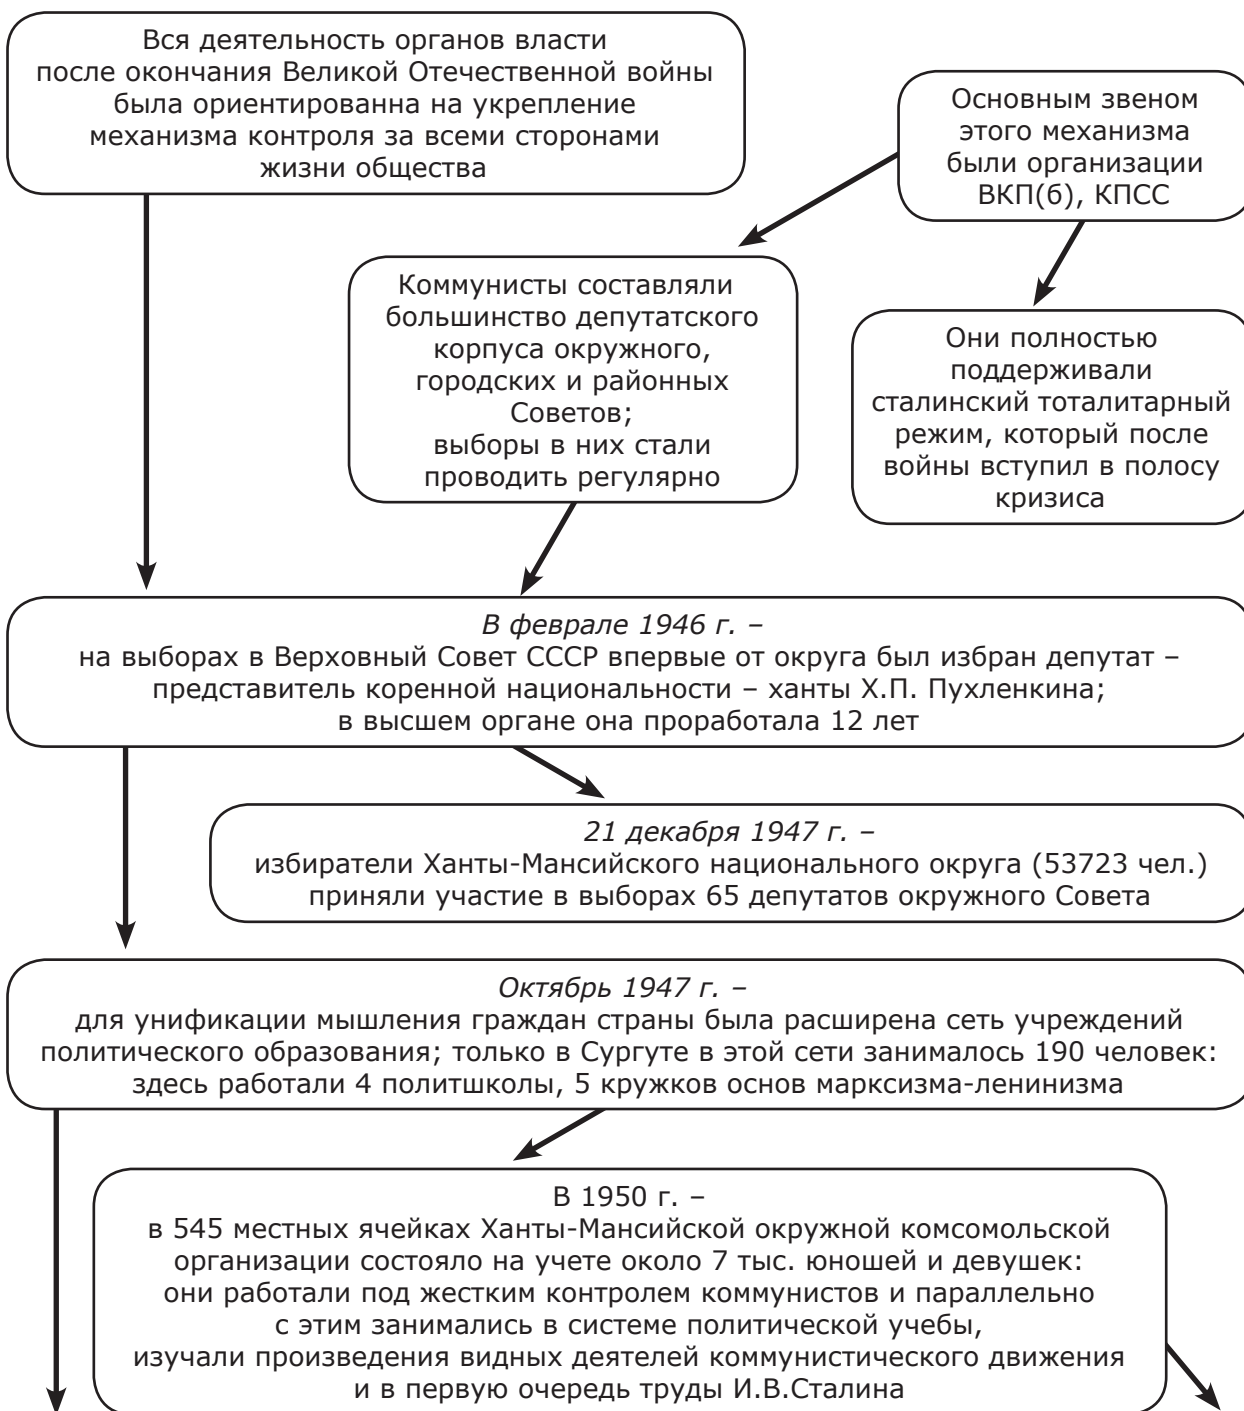 Вся деятельность органов власти
после окончания Великой Отечественной войны
была ориентированна на укрепление
механизма контроля за всеми сторонами
жизни общества
Основным звеном
этого механизма
были организации
ВКП(б), КПСС
Коммунисты составляли
большинство депутатского
корпуса окружного,
городских и районных
Советов;
выборы в них стали
проводить регулярно
Они полностью
поддерживали
сталинский тоталитарный
режим, который после
войны вступил в полосу
кризиса
В феврале 1946 г. –
на выборах в Верховный Совет СССР впервые от округа был избран депутат –
представитель коренной национальности – ханты Х.П. Пухленкина;
в высшем органе она проработала 12 лет
21 декабря 1947 г. –
избиратели Ханты-Мансийского национального округа (53723 чел.)
приняли участие в выборах 65 депутатов окружного Совета
Октябрь 1947 г. –
для унификации мышления граждан страны была расширена сеть учреждений
политического образования; только в Сургуте в этой сети занималось 190 человек:
здесь работали 4 политшколы, 5 кружков основ марксизма-ленинизма
В 1950 г. –
в 545 местных ячейках Ханты-Мансийской окружной комсомольской
организации состояло на учете около 7 тыс. юношей и девушек:
они работали под жестким контролем коммунистов и параллельно
с этим занимались в системе политической учебы,
изучали произведения видных деятелей коммунистического движения
и в первую очередь труды И.В.Сталина